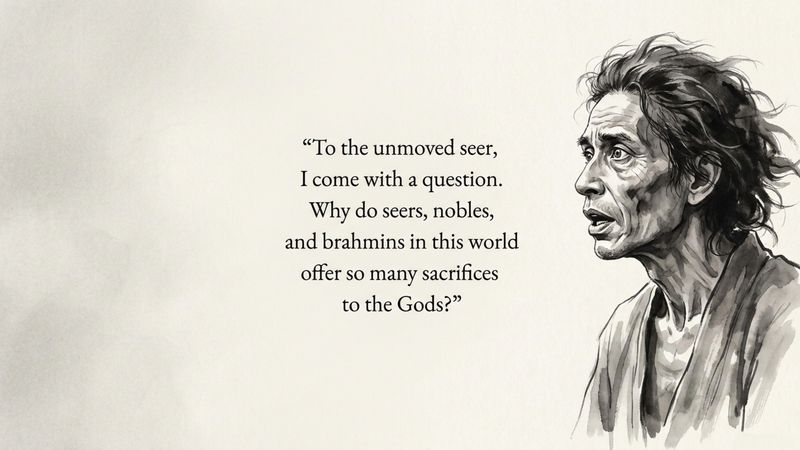 “To the unmoved seer,
I come with a question.
Why do seers, nobles,
and brahmins in this world
offer so many sacrifices
to the Gods?”